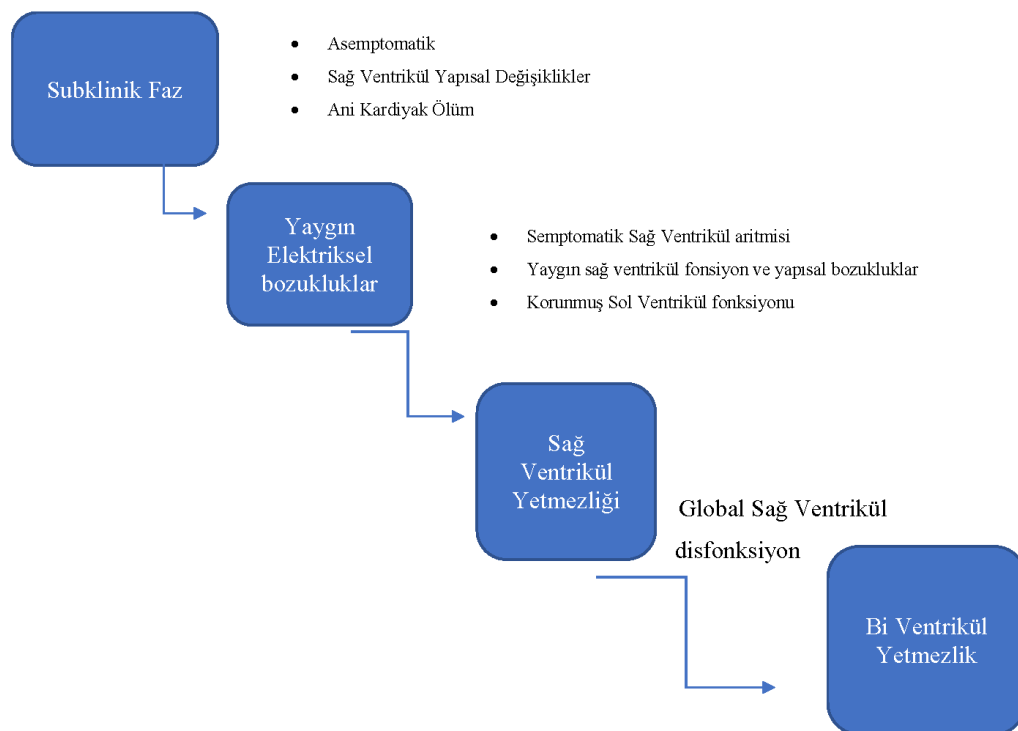 Subklinik Faz
Asemptomatik
Sağ Ventrikül Yapısal Değişiklikler
Ani Kardiyak Ölüm
Yaygın
Elektriksel
bozukluklar
Semptomatik Sağ Ventrikül aritmisi
Yaygın sağ ventrikül fonsiyon ve yapısal bozukluklar
Korunmuş Sol Ventrikül fonksiyonu
Sağ
Ventrikül
Yetmezliği
Global Sağ Ventrikül
disfonksiyon
Bi Ventrikül
Yetmezlik